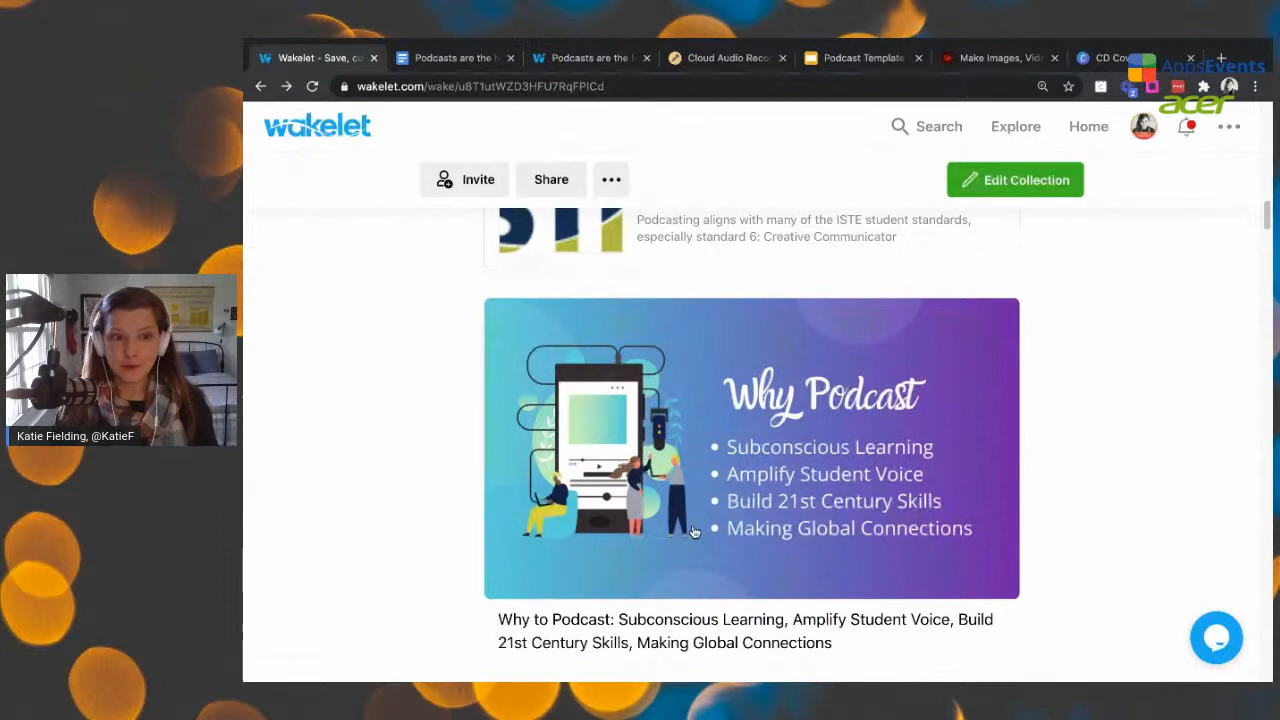 Wakelet - Save, cu
Podcasts are the
Podcasts are the
Cloud Audio Reco
Podcast Template
Make Images, Vid
CD Co
AppsEvents
acer
wakelet.com/wake/u8T1utWZD3HFU7RqFPICd
wakelet
Search
Explore
Home
Invite
Share
Edit Collection
Podcasting aligns with many of the ISTE student standards,
especially standard 6: Creative Communicator
Why Podcast
• Subconscious Learning
• Amplify Student Voice
• Build 21st Century Skills
• Making Global Connections
Katie Fielding, @KatieF
Why to Podcast: Subconscious Learning, Amplify Student Voice, Build
21st Century Skills, Making Global Connections